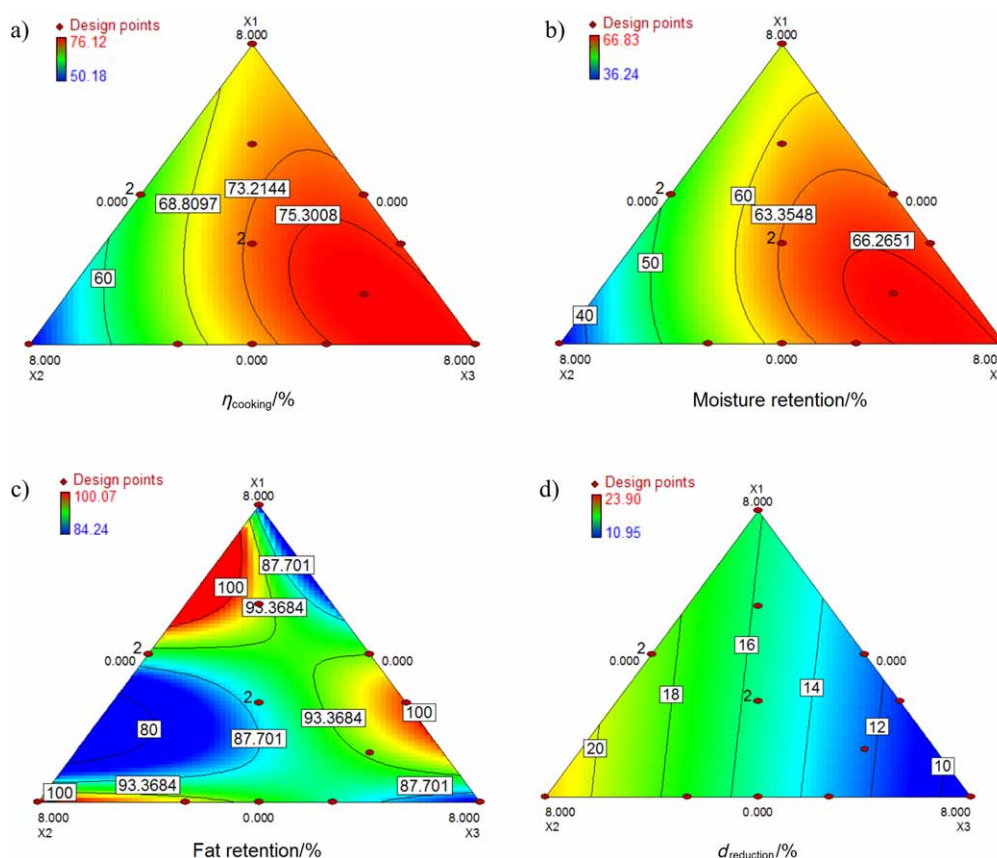 a)
Design points
76.12
50.18
X1
8.000
2
0.000
68.8097
73.2144
75.3008
0.000
2
60
8.000
X2
0.000
8.000
X3
ηcooking/%
b)
Design points
66.83
36.24
X1
8.000
2
0.000
60
63.3548
0.000
2
66.2651
50
40
8.000
X2
0.000
8.000
X3
Moisture retention/%
c)
Design points
100.07
84.24
X1
8.000
87.701
100
93.3684
2
0.000
0.000
2
93.3684
100
80
87.701
93.3684
87.701
100
8.000
X2
0.000
8.000
X3
Fat retention/%
d)
Design points
23.90
10.95
X1
8.000
2
0.000
16
0.000
18
2
14
12
20
10
8.000
X2
0.000
8.000
X3
dreduction/%